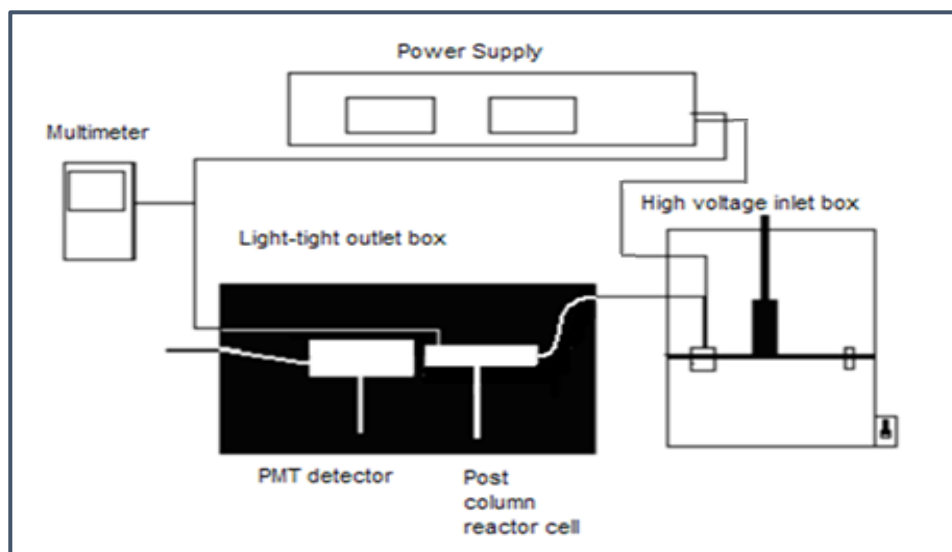 Power Supply
Multimeter
High voltage inlet box
Light-tight outlet box
PMT detector
Post
column
reactor cell